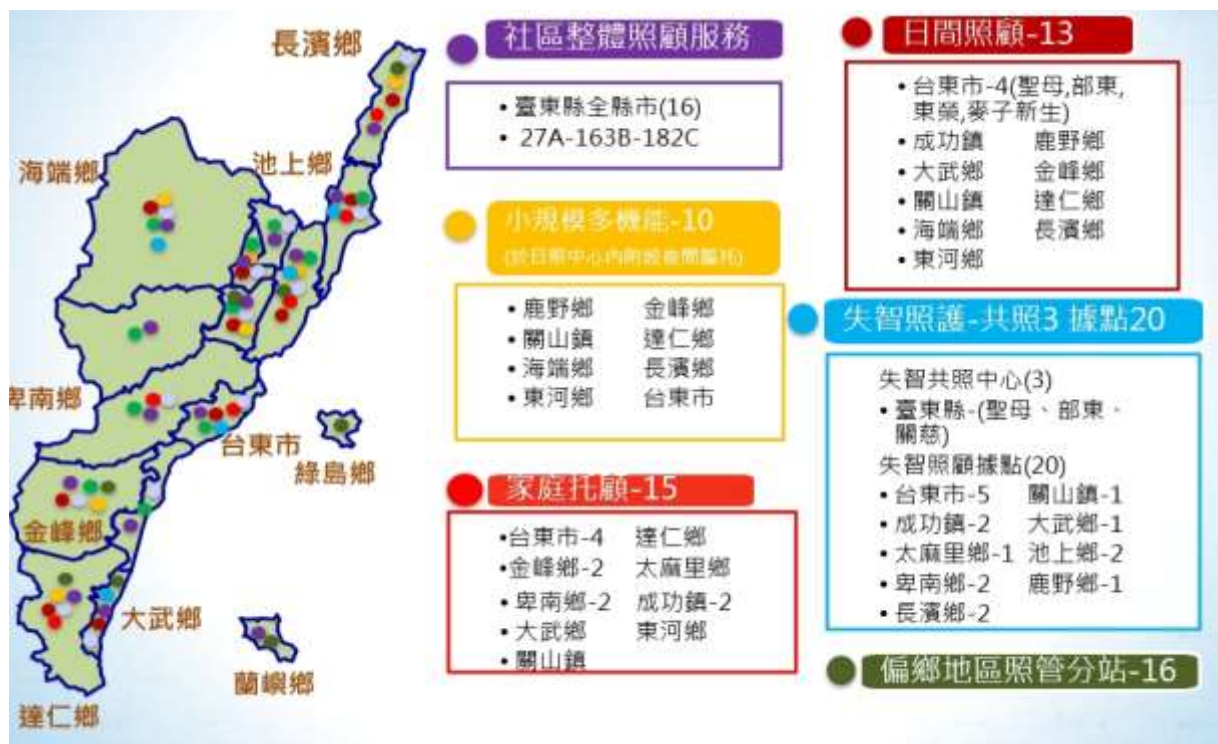 長濱鄉
池上鄉
海端鄉
卑南鄉
台東市
綠島鄉
金峰鄉
大武鄉
蘭嶼鄉
達仁鄉
社區整體照顧服務
• 臺東縣全縣市(16)
• 27A-163B-182C
小規模多機能-10
• 鹿野鄉 金峰鄉
• 關山鎮 達仁鄉
• 海端鄉 長濱鄉
• 東河鄉 台東市
家庭托顧-15
•台東市-4 達仁鄉
•金峰鄉-2 太麻里鄉
•卑南鄉-2 成功鎮-2
•大武鄉 東河鄉
•關山鎮
日間照顧-13
• 台東市-4(聖母,部東,
東榮,麥子新生)
• 成功鎮 鹿野鄉
• 大武鄉 金峰鄉
• 關山鎮 達仁鄉
• 海端鄉 長濱鄉
• 東河鄉
失智照護-共照3 據點20
失智共照中心(3)
• 臺東縣-(聖母、部東、
關慈)
失智照顧據點(20)
• 台東市-5 關山鎮-1
• 成功鎮-2 大武鄉-1
• 太麻里鄉-1 池上鄉-2
• 卑南鄉-2 鹿野鄉-1
• 長濱鄉-2
偏鄉地區照管分站-16